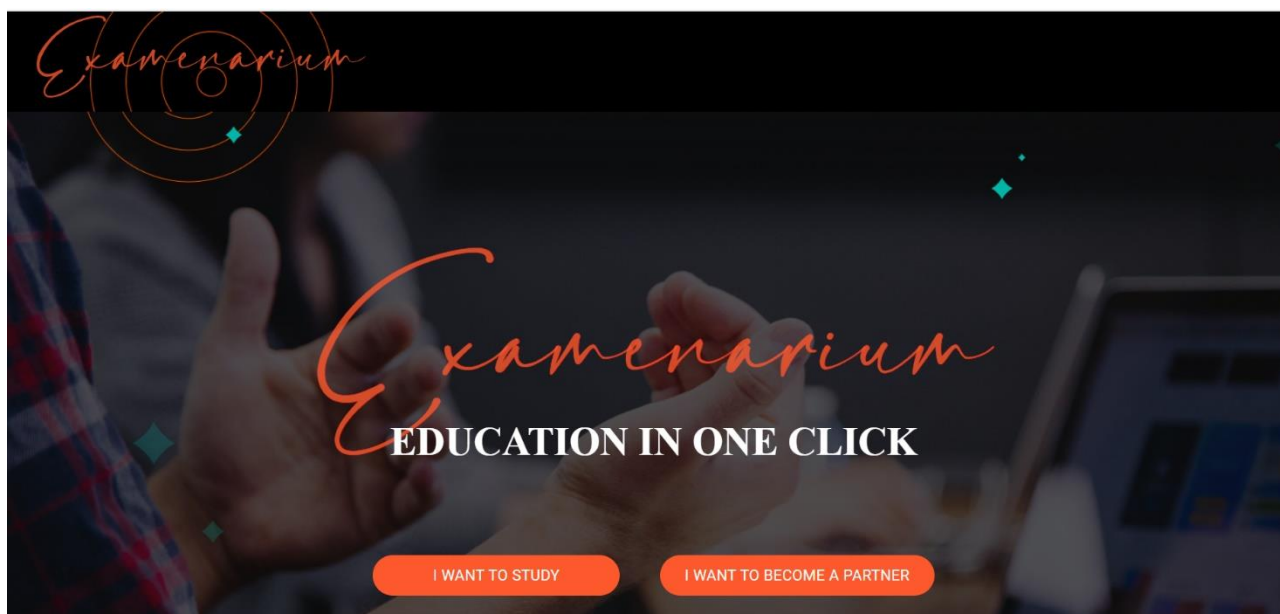 Examenarium
Examenarium
EDUCATION IN ONE CLICK
I WANT TO STUDY
I WANT TO BECOME A PARTNER